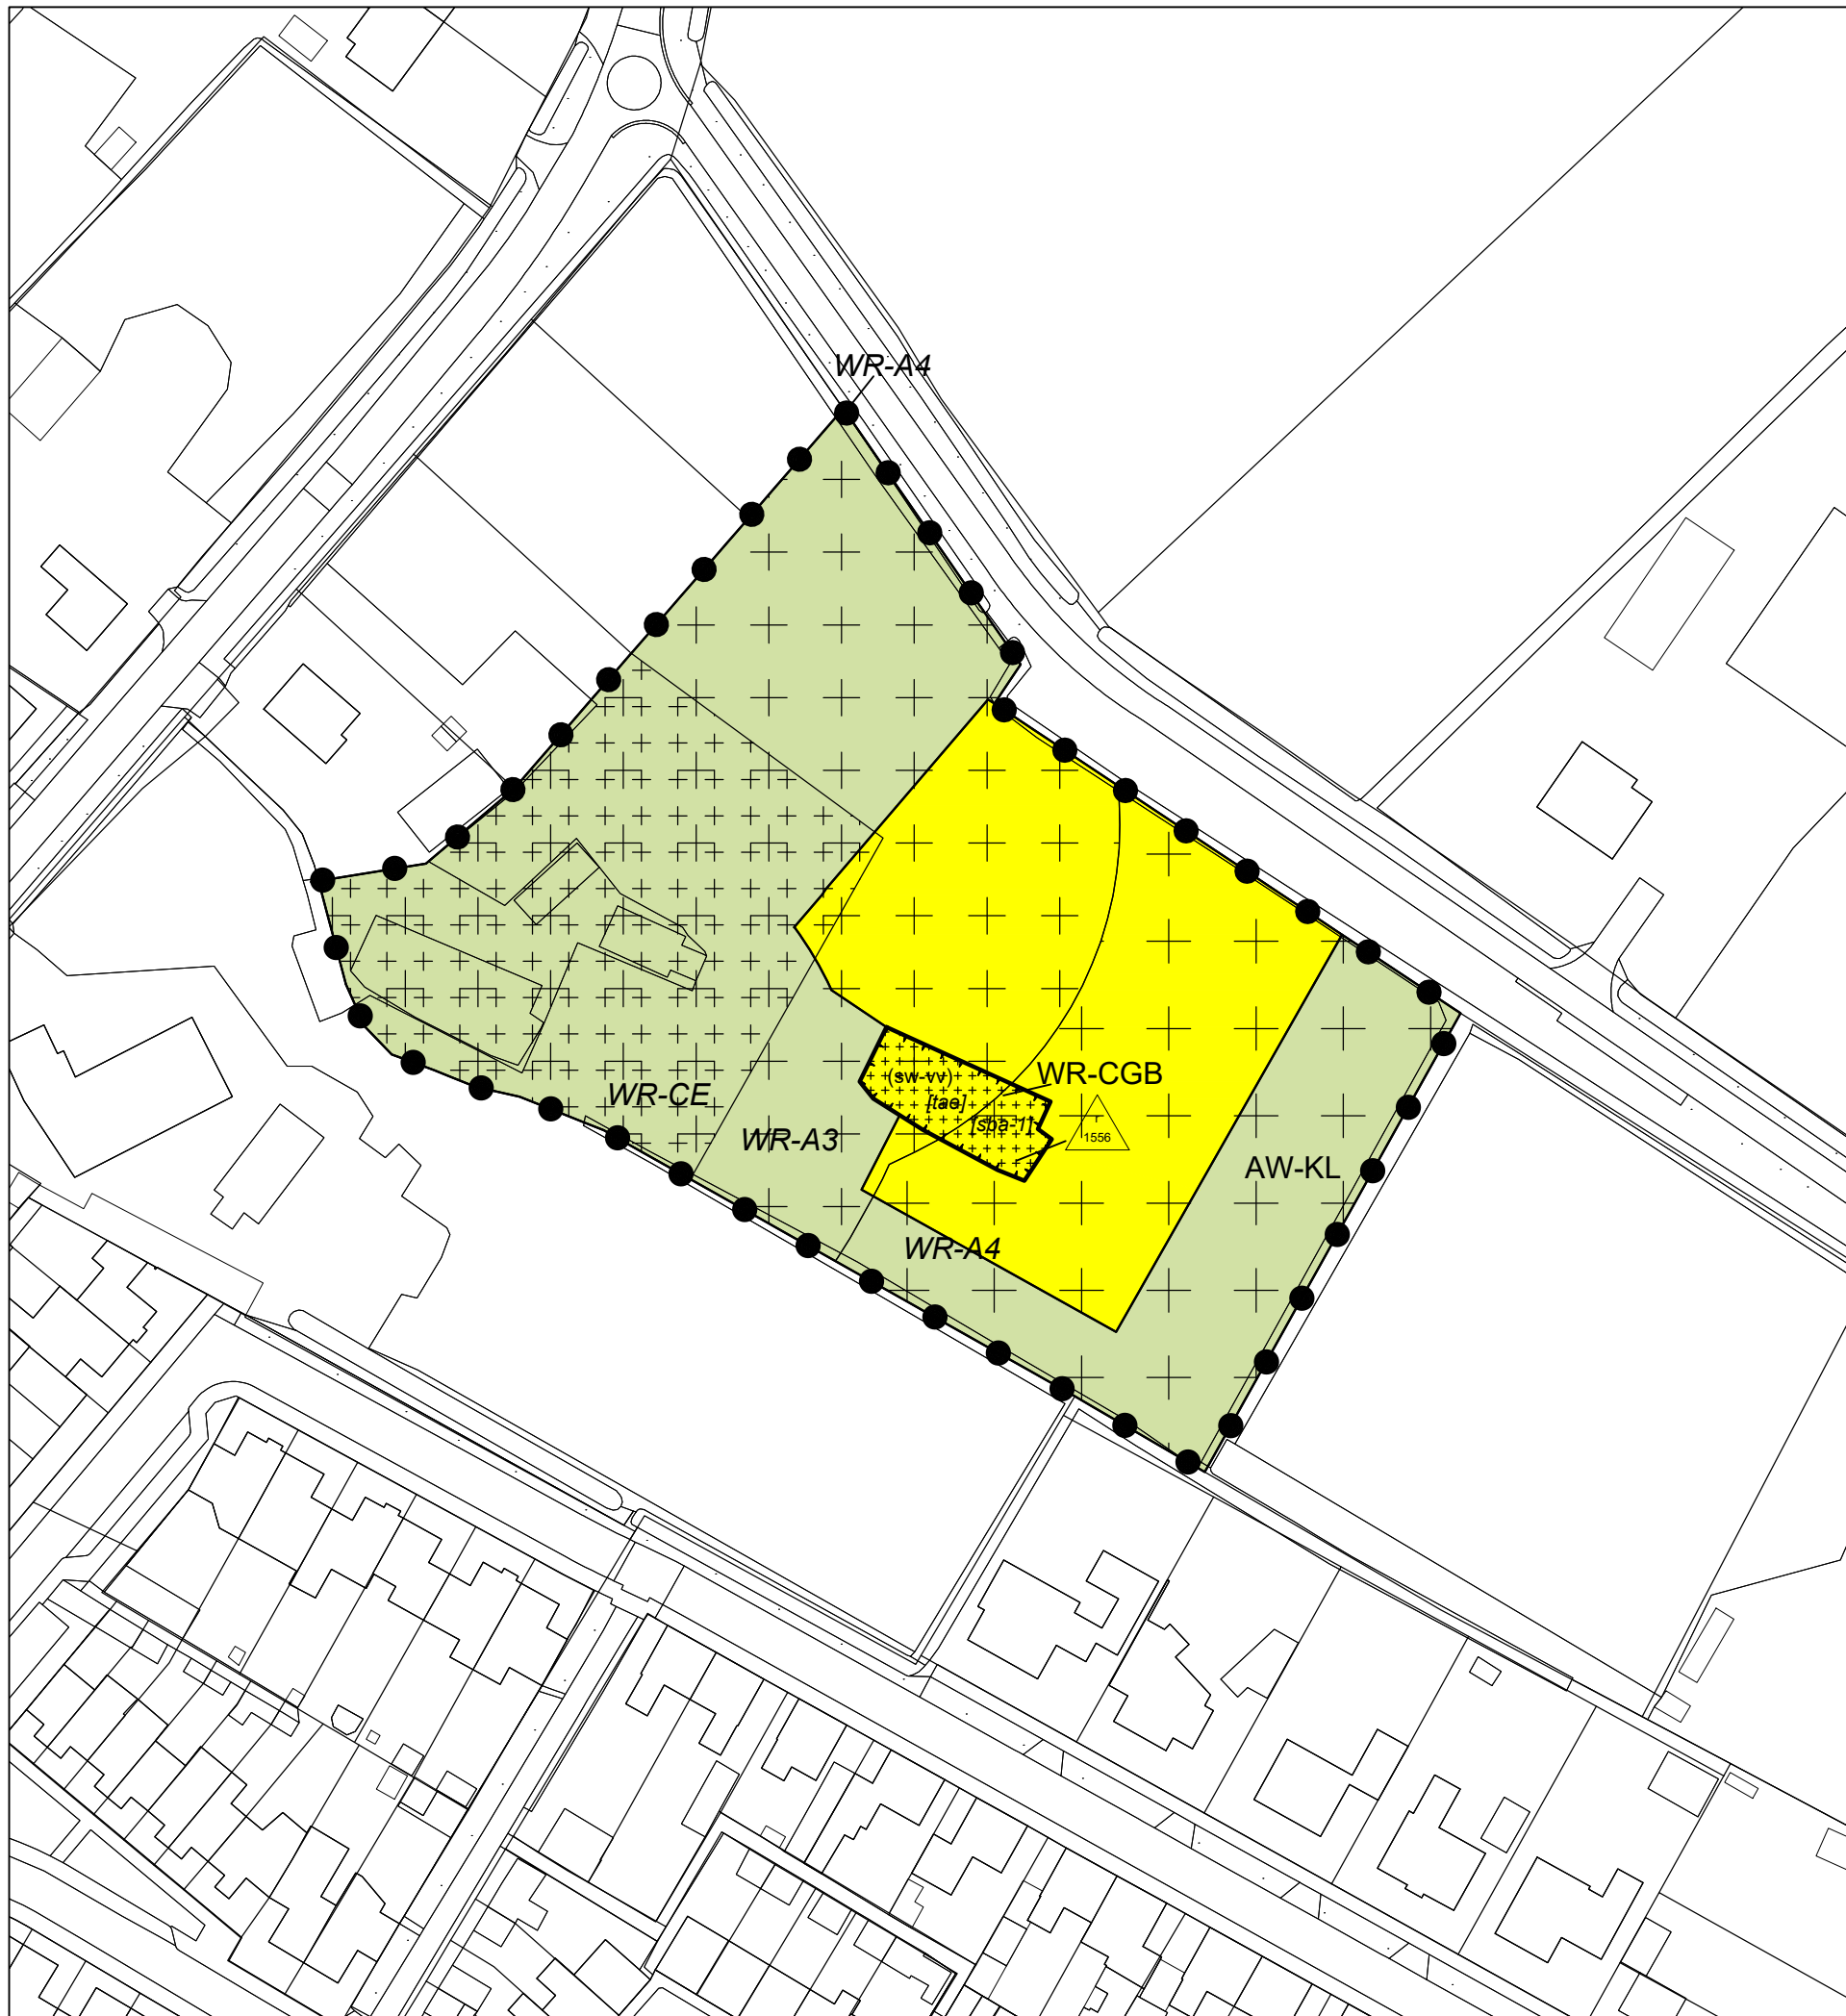 WR-A4
WR-CGB
(sw-vv)
[tae]
[sba-1]
1556
WR-CE
WR-A3
AW-KL
WR-A4